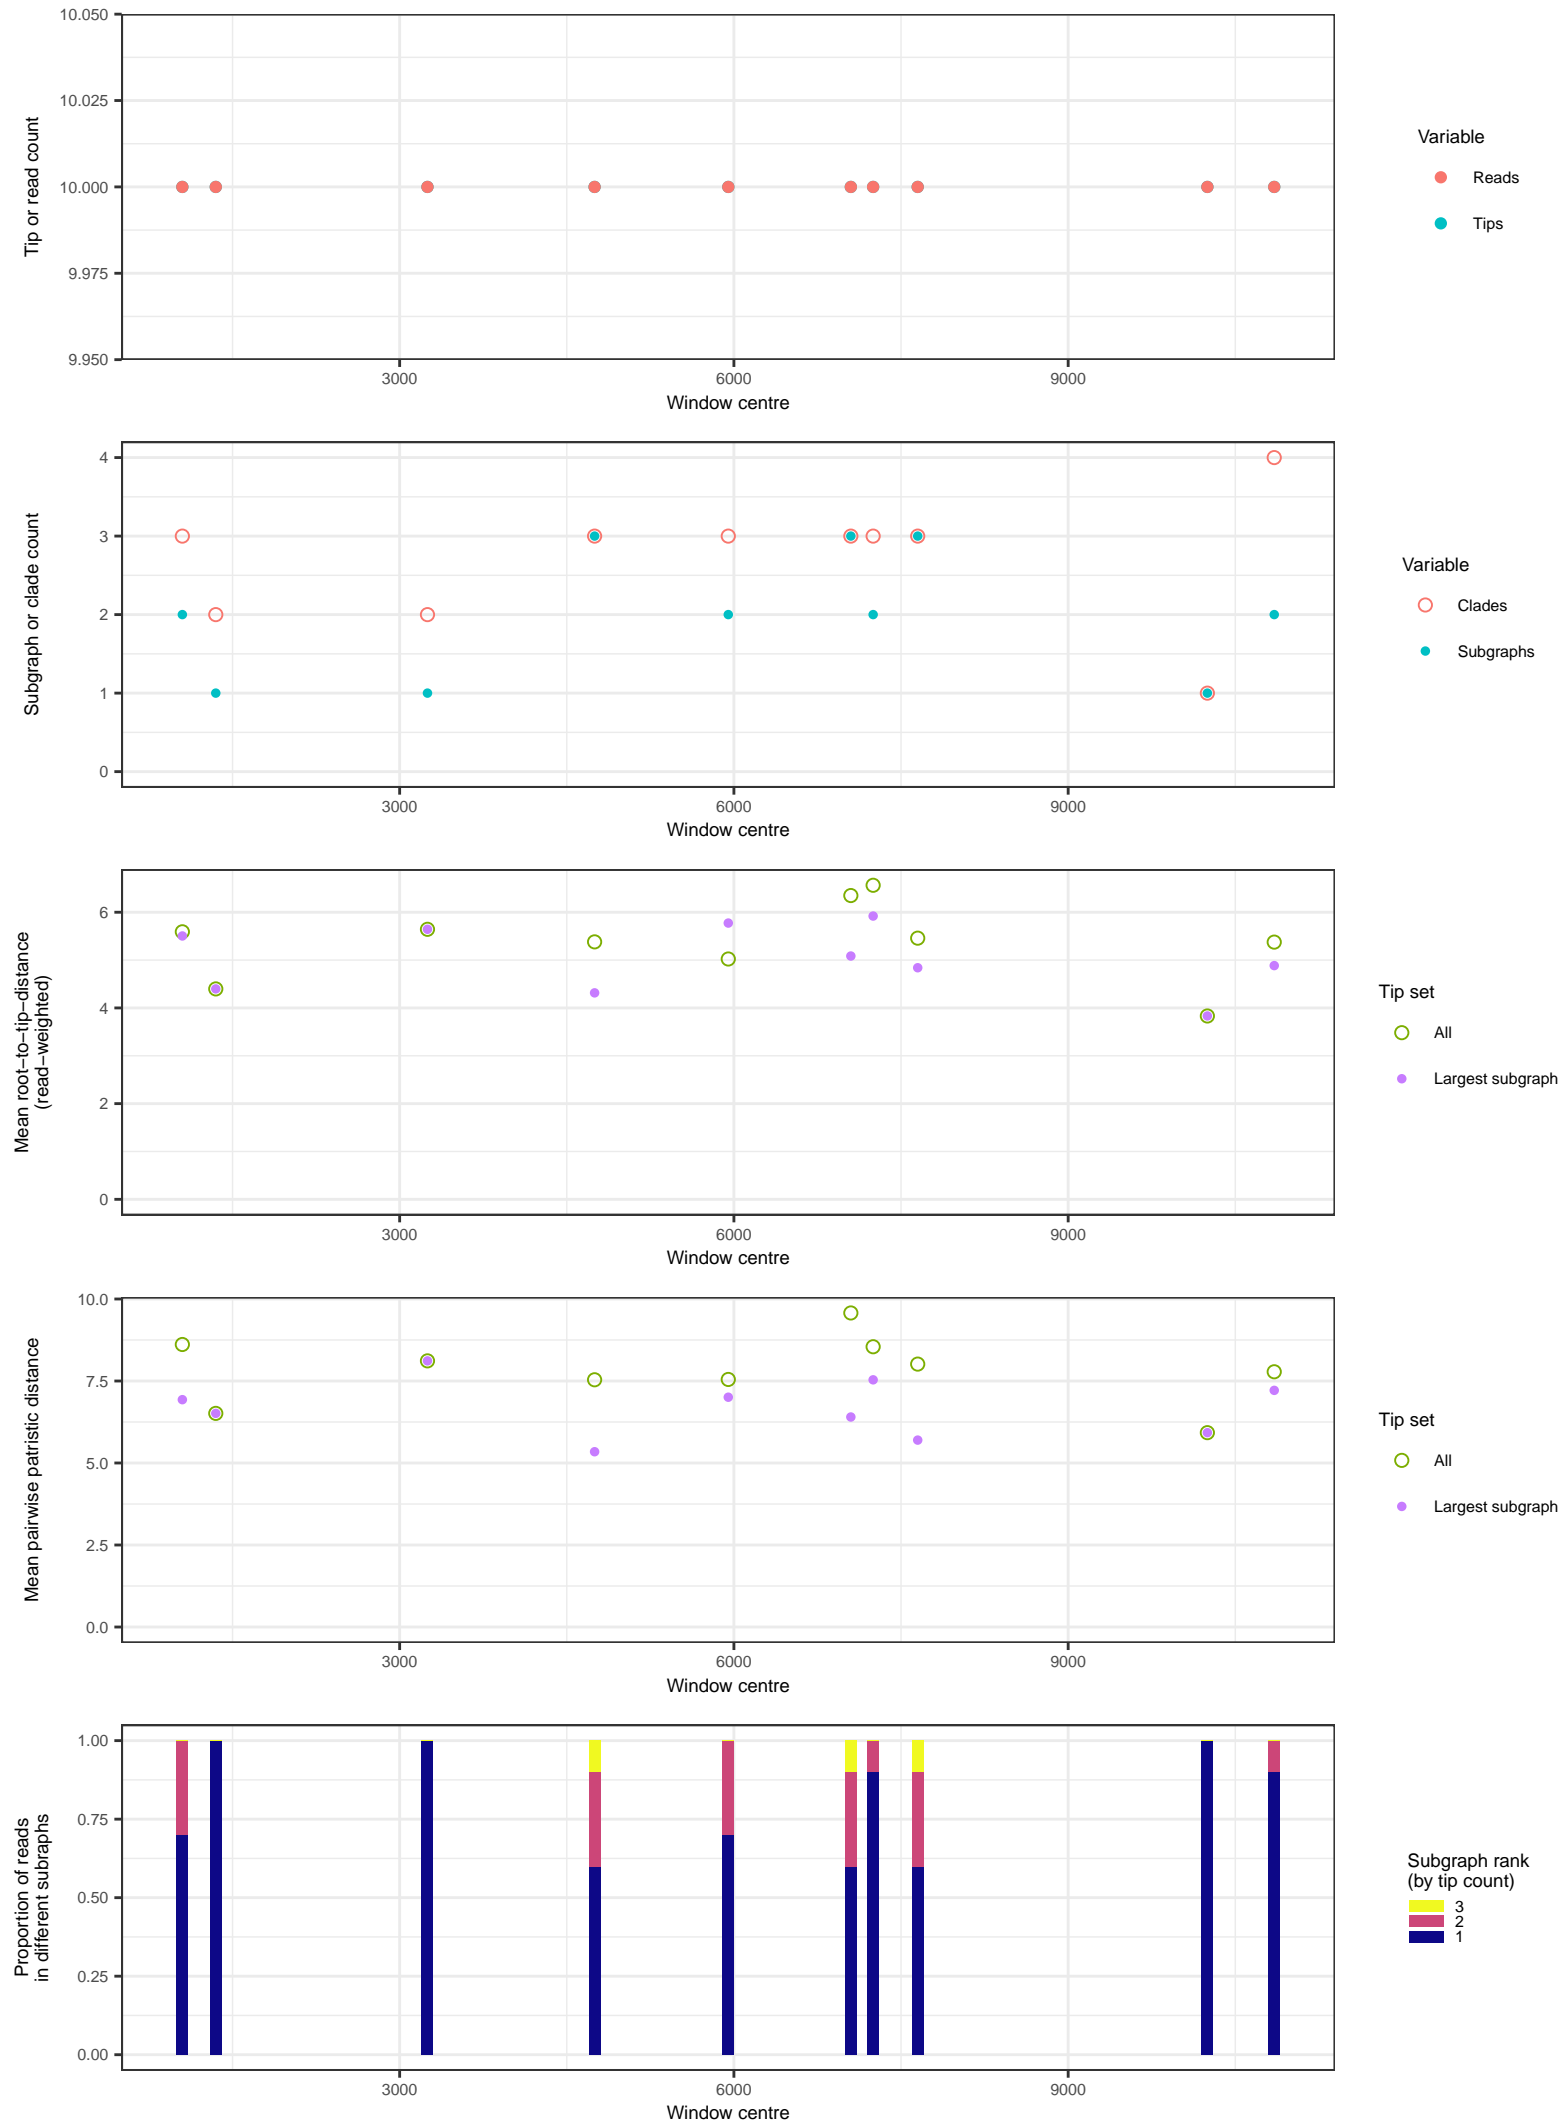 10.050
10.025
10.000
9.975
9.950
Tip or read count
3000
6000
9000
Window centre
Variable
Reads
Tips
4
3
2
1
0
Subgraph or clade count
3000
6000
9000
Window centre
Variable
Clades
Subgraphs
6
4
2
0
Mean root−to−tip−distance
(read−weighted)
3000
6000
9000
Window centre
Tip set
All
Largest subgraph
10.0
7.5
5.0
2.5
0.0
Mean pairwise patristic distance
3000
6000
9000
Window centre
Tip set
All
Largest subgraph
1.00
0.75
0.50
0.25
0.00
Proportion of reads
in different subraphs
3000
6000
9000
Window centre
Subgraph rank
(by tip count)
3
2
1